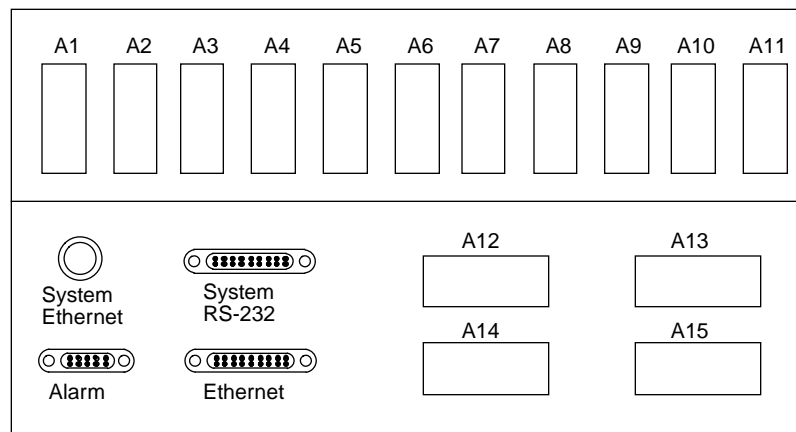 A1 A2 A3 A4 A5 A6 A7 A8 A9 A10 A11
A12 A13
System
Ethernet
System
RS-232
A14 A15
Alarm
Ethernet